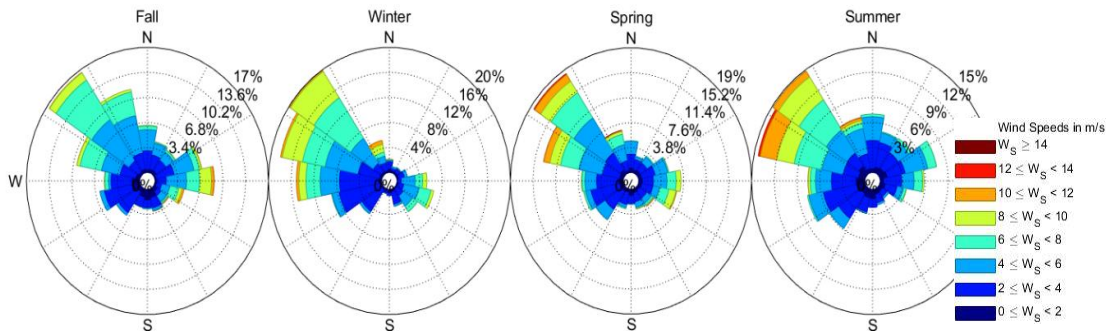 Fall
N
17%
13.6%
10.2%
6.8%
3.4%
0%
W
S
Winter
N
20%
16%
12%
8%
4%
0%
S
Spring
N
19%
15.2%
11.4%
7.6%
3.8%
0%
S
Summer
N
15%
12%
9%
6%
3%
0%
S
Wind Speeds in m/s
W_S ≥ 14
12 ≤ W_S < 14
10 ≤ W_S < 12
8 ≤ W_S < 10
6 ≤ W_S < 8
4 ≤ W_S < 6
2 ≤ W_S < 4
0 ≤ W_S < 2